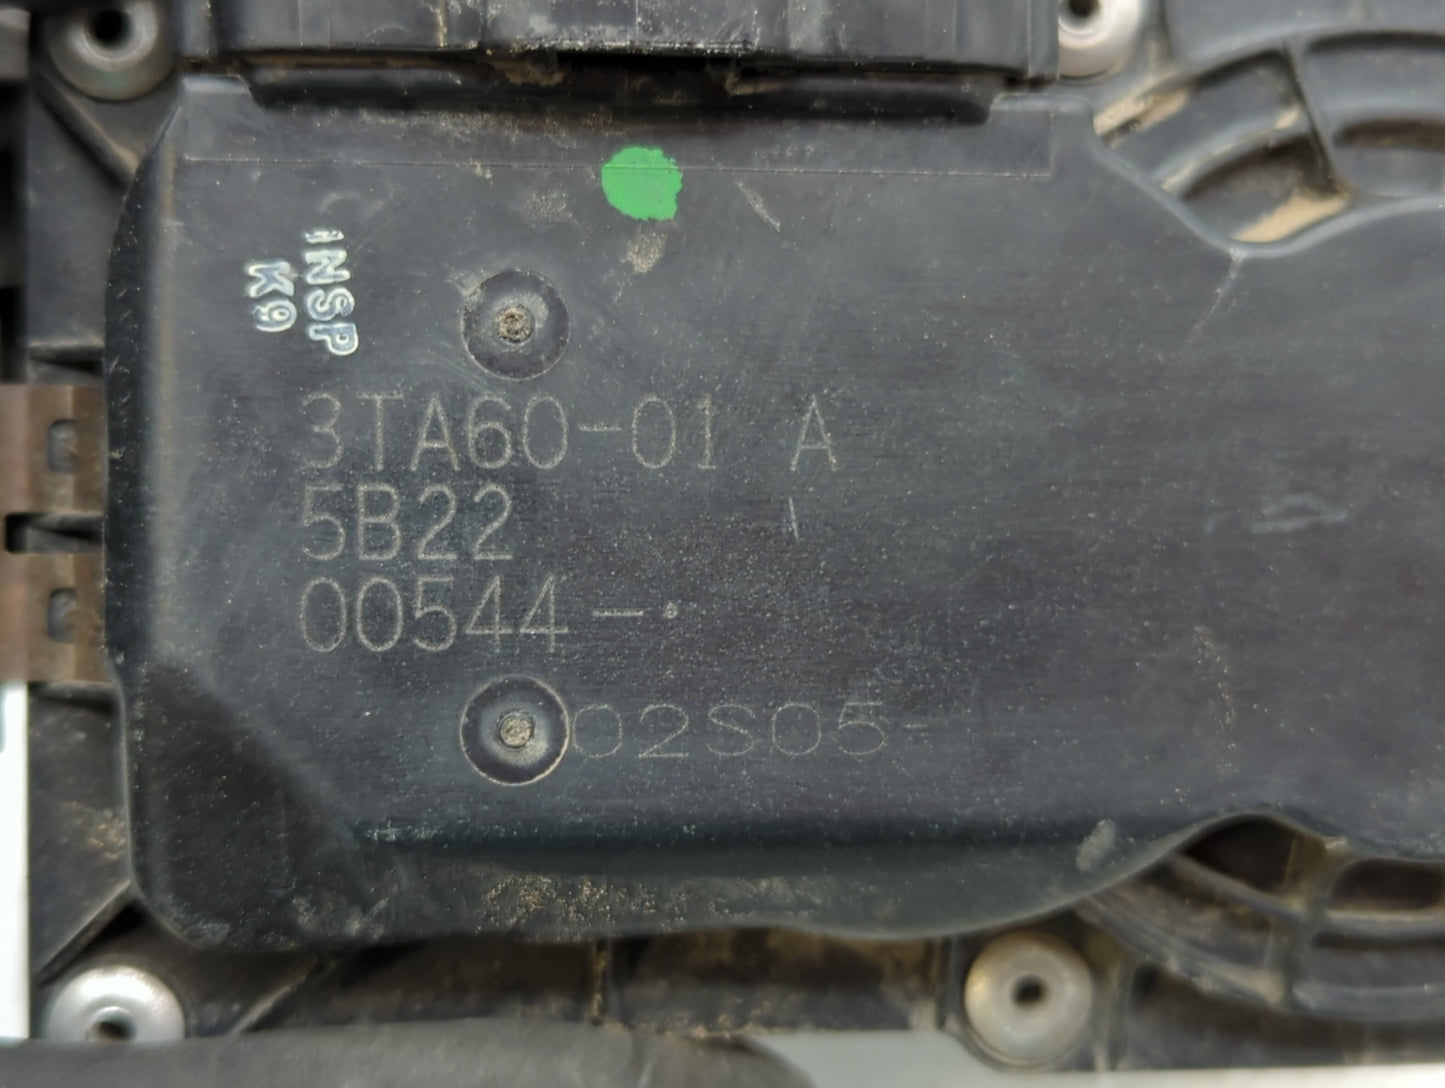 INSP
K9
3TA60-01 A
5B22
00544-•
02S05-